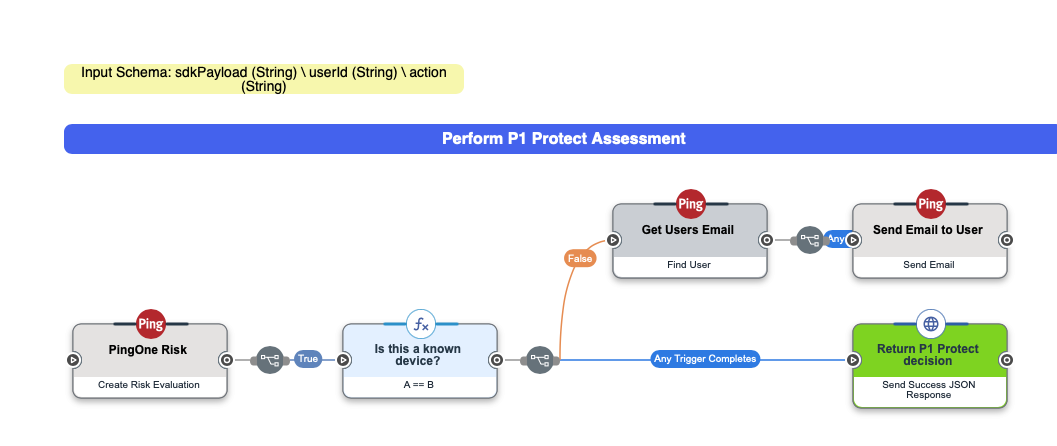 Input Schema: sdkPayload (String) \ userId (String) \ action
(String)
Perform P1 Protect Assessment
Ping
Get Users Email
Find User
Any
Ping
Send Email to User
Send Email
False
Ping
PingOne Risk
Create Risk Evaluation
True
fx
Is this a known
device?
A == B
Any Trigger Completes
Return P1 Protect
decision
Send Success JSON
Response